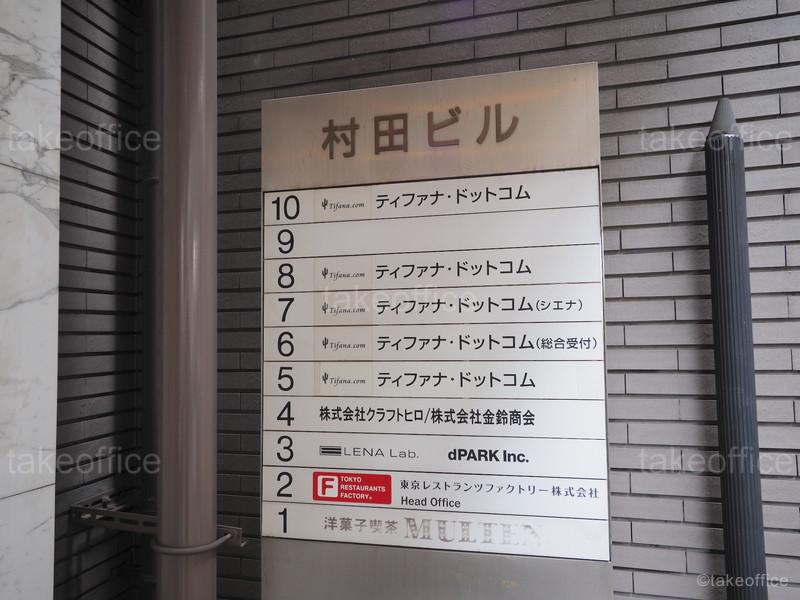 村田ビル
10 Tifana.com ティファナ・ドットコム
9
8 Tifana.com ティファナ・ドットコム
7 Tifana.com ティファナ・ドットコム(シエナ)
6 Tifana.com ティファナ・ドットコム(総合受付)
5 Tifana.com ティファナ・ドットコム
4 株式会社クラフトヒロ/株式会社金鈴商会
3 LENA Lab. dPARK Inc.
2 F TOKYO RESTAURANTS FACTORY® 東京レストランツファクトリー株式会社
Head Office
1 洋菓子喫茶 MULTEN
takeoffice
takeoffice
takeoffice
takeoffice
takeoffice
©takeoffice